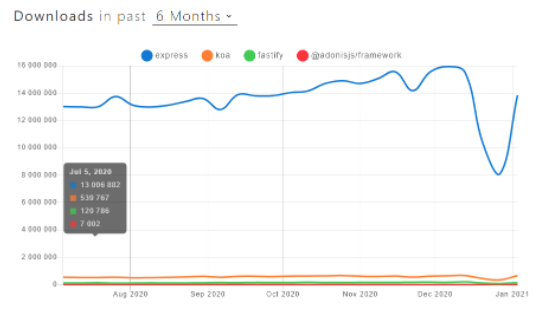 Downloads in past 6 Months
express koa fastify @adonisjs/framework
16 000 000
14 000 000
12 000 000
10 000 000
8 000 000
6 000 000
4 000 000
2 000 000
0
Jul 5, 2020
13 006 882
539 767
120 786
7 002
Aug 2020 Sep 2020 Oct 2020 Nov 2020 Dec 2020 Jan 2021